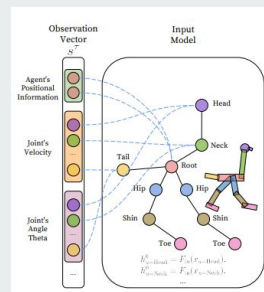 Observation
Vector
Input
Model
Agent's
Positional
Information
Joint's
Velocity
Joint's
Angle
Theta
...
Head
Neck
Tail
Root
Hip
Hip
Shin
Shin
Toe
Toe
...